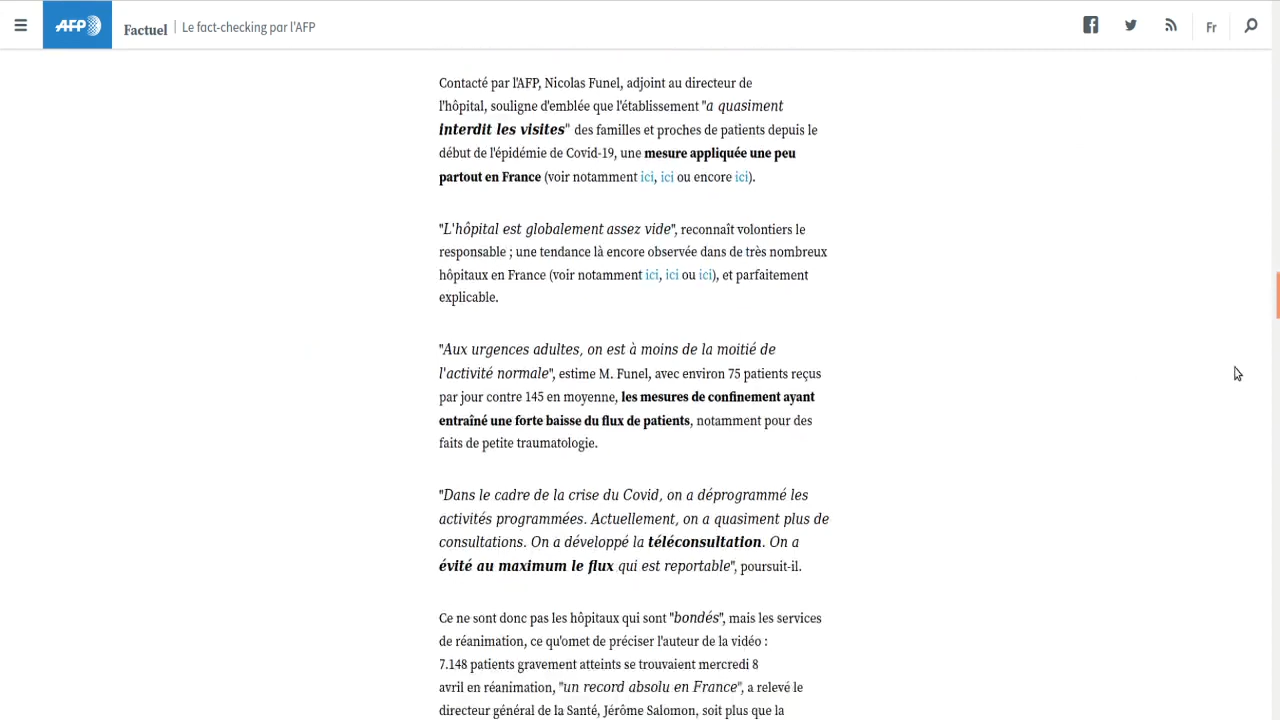 AFP Factuel | Le fact-checking par l'AFP
Fr
Contacté par l'AFP, Nicolas Funel, adjoint au directeur de
l'hôpital, souligne d'emblée que l'établissement "a quasiment
interdit les visites" des familles et proches de patients depuis le
début de l'épidémie de Covid-19, une mesure appliquée une peu
partout en France (voir notamment ici, ici ou encore ici).
"L'hôpital est globalement assez vide", reconnaît volontiers le
responsable ; une tendance là encore observée dans de très nombreux
hôpitaux en France (voir notamment ici, ici ou ici), et parfaitement
explicable.
"Aux urgences adultes, on est à moins de la moitié de
l'activité normale", estime M. Funel, avec environ 75 patients reçus
par jour contre 145 en moyenne, les mesures de confinement ayant
entraîné une forte baisse du flux de patients, notamment pour des
faits de petite traumatologie.
"Dans le cadre de la crise du Covid, on a déprogrammé les
activités programmées. Actuellement, on a quasiment plus de
consultations. On a développé la téléconsultation. On a
évité au maximum le flux qui est reportable", poursuit-il.
Ce ne sont donc pas les hôpitaux qui sont "bondés", mais les services
de réanimation, ce qu'omet de préciser l'auteur de la vidéo :
7.148 patients gravement atteints se trouvaient mercredi 8
avril en réanimation, "un record absolu en France", a relevé le
directeur général de la Santé, Jérôme Salomon, soit plus que la